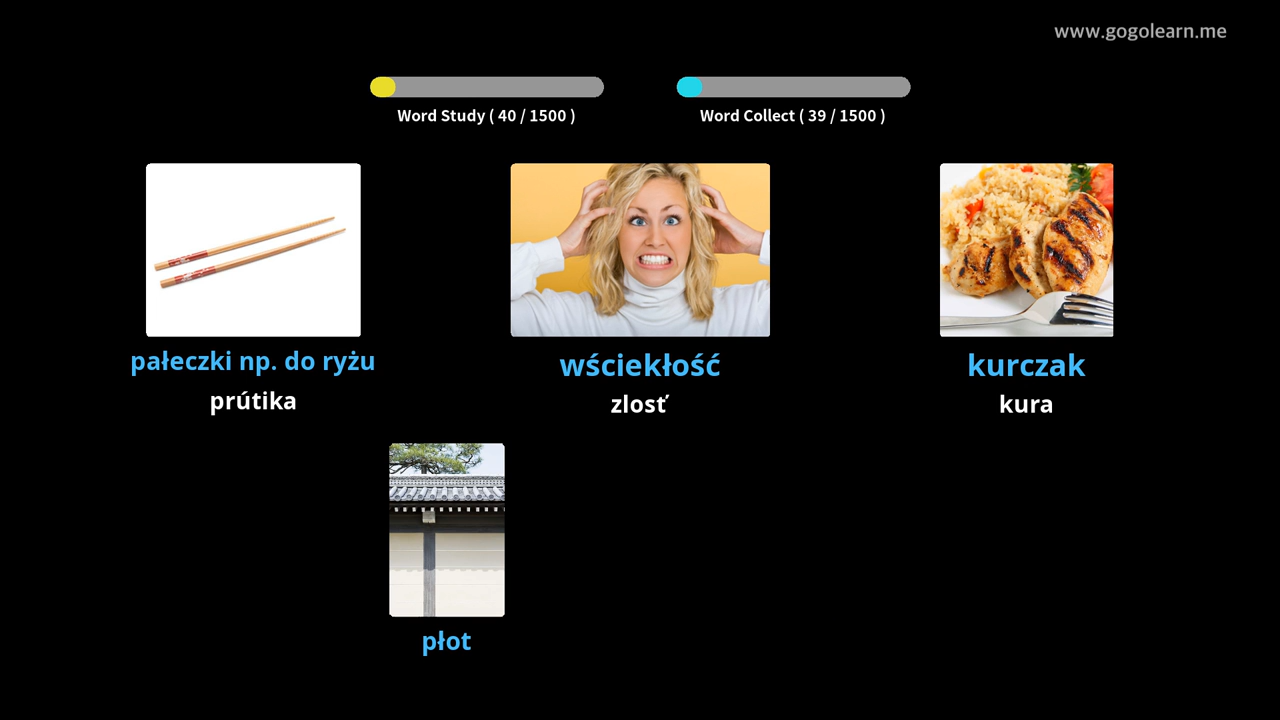 www.gogolearn.me
Word Study ( 40 / 1500 )
Word Collect ( 39 / 1500 )
pałeczki np. do ryżu
prútika
wściekłość
zlosť
kurczak
kura
płot